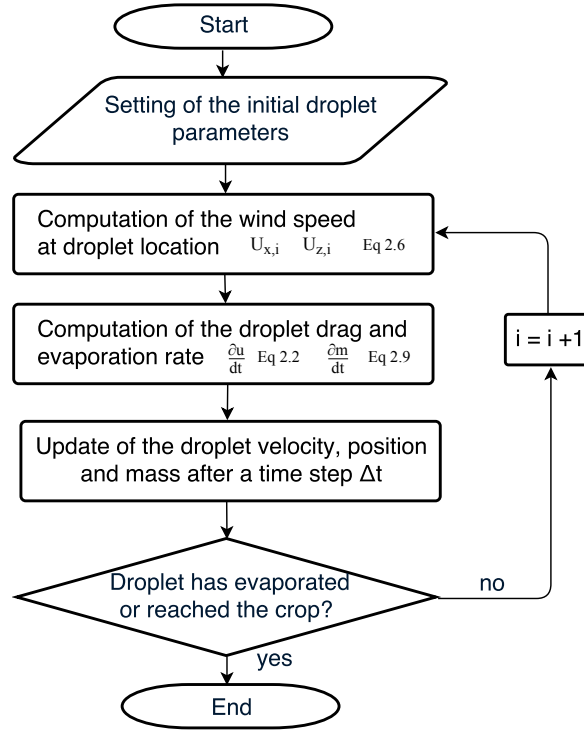 Start
Setting of the initial droplet
parameters
Computation of the wind speed
at droplet location Ux,i Uz,i Eq 2.6
Computation of the droplet drag and
evaporation rate ∂u/dt Eq 2.2 ∂m/dt Eq 2.9
i = i +1
Update of the droplet velocity, position
and mass after a time step Δt
Droplet has evaporated
or reached the crop?
no
yes
End